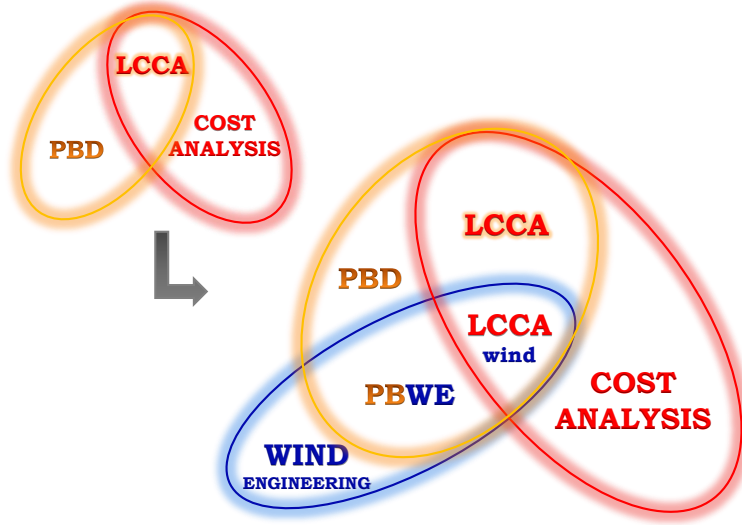 LCCA
COST
ANALYSIS
PBD
LCCA
PBD
LCCA
wind
COST
ANALYSIS
PBWE
WIND
ENGINEERING